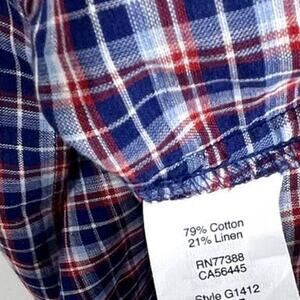 79% Cotton
21% Linen
RN77388
CA56445
Style G1412